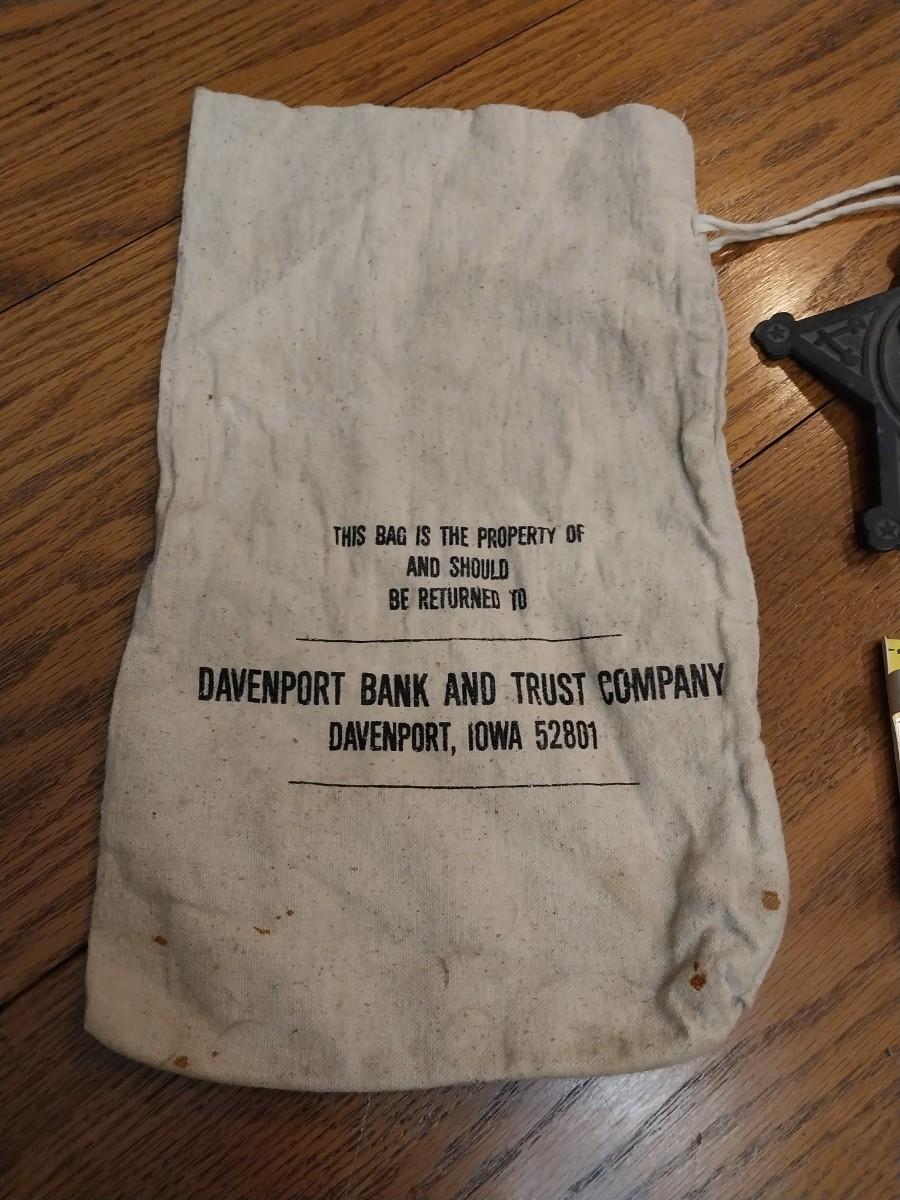 THIS BAG IS THE PROPERTY OF
AND SHOULD
BE RETURNED TO
DAVENPORT BANK AND TRUST COMPANY
DAVENPORT, IOWA 52801